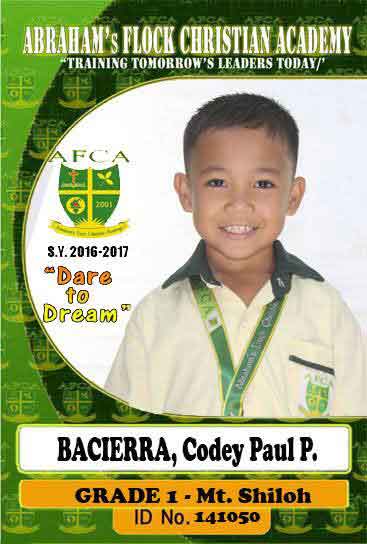 ABRAHAM's FLOCK CHRISTIAN ACADEMY
“TRAINING TOMORROW'S LEADERS TODAY/'
AFCA
2001
S.Y. 2016-2017
“Dare
to
Dream”
BACIERRA, Codey Paul P.
GRADE 1 - Mt. Shiloh
ID No. 141050